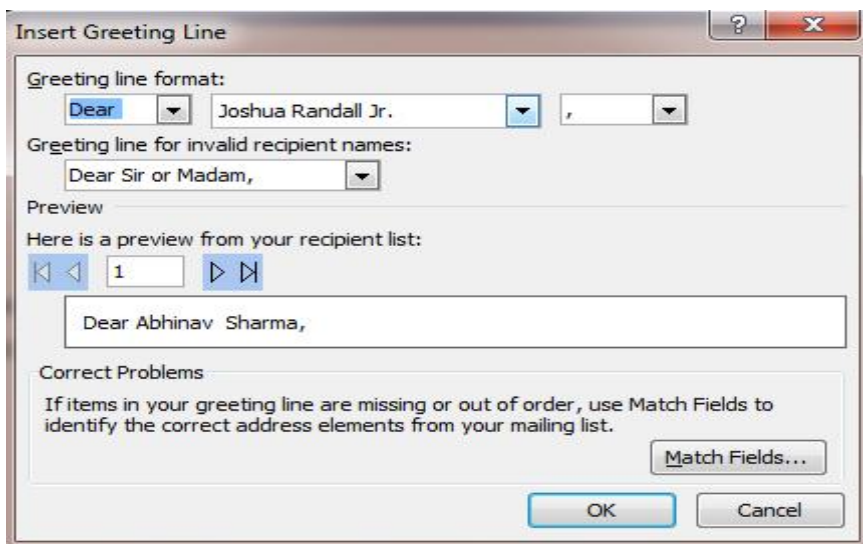 Insert Greeting Line
?
Greeting line format:
Dear Joshua Randall Jr. ,
Greeting line for invalid recipient names:
Dear Sir or Madam,
Preview
Here is a preview from your recipient list:
1
Dear Abhinav Sharma,
Correct Problems
If items in your greeting line are missing or out of order, use Match Fields to
identify the correct address elements from your mailing list.
Match Fields...
OK Cancel